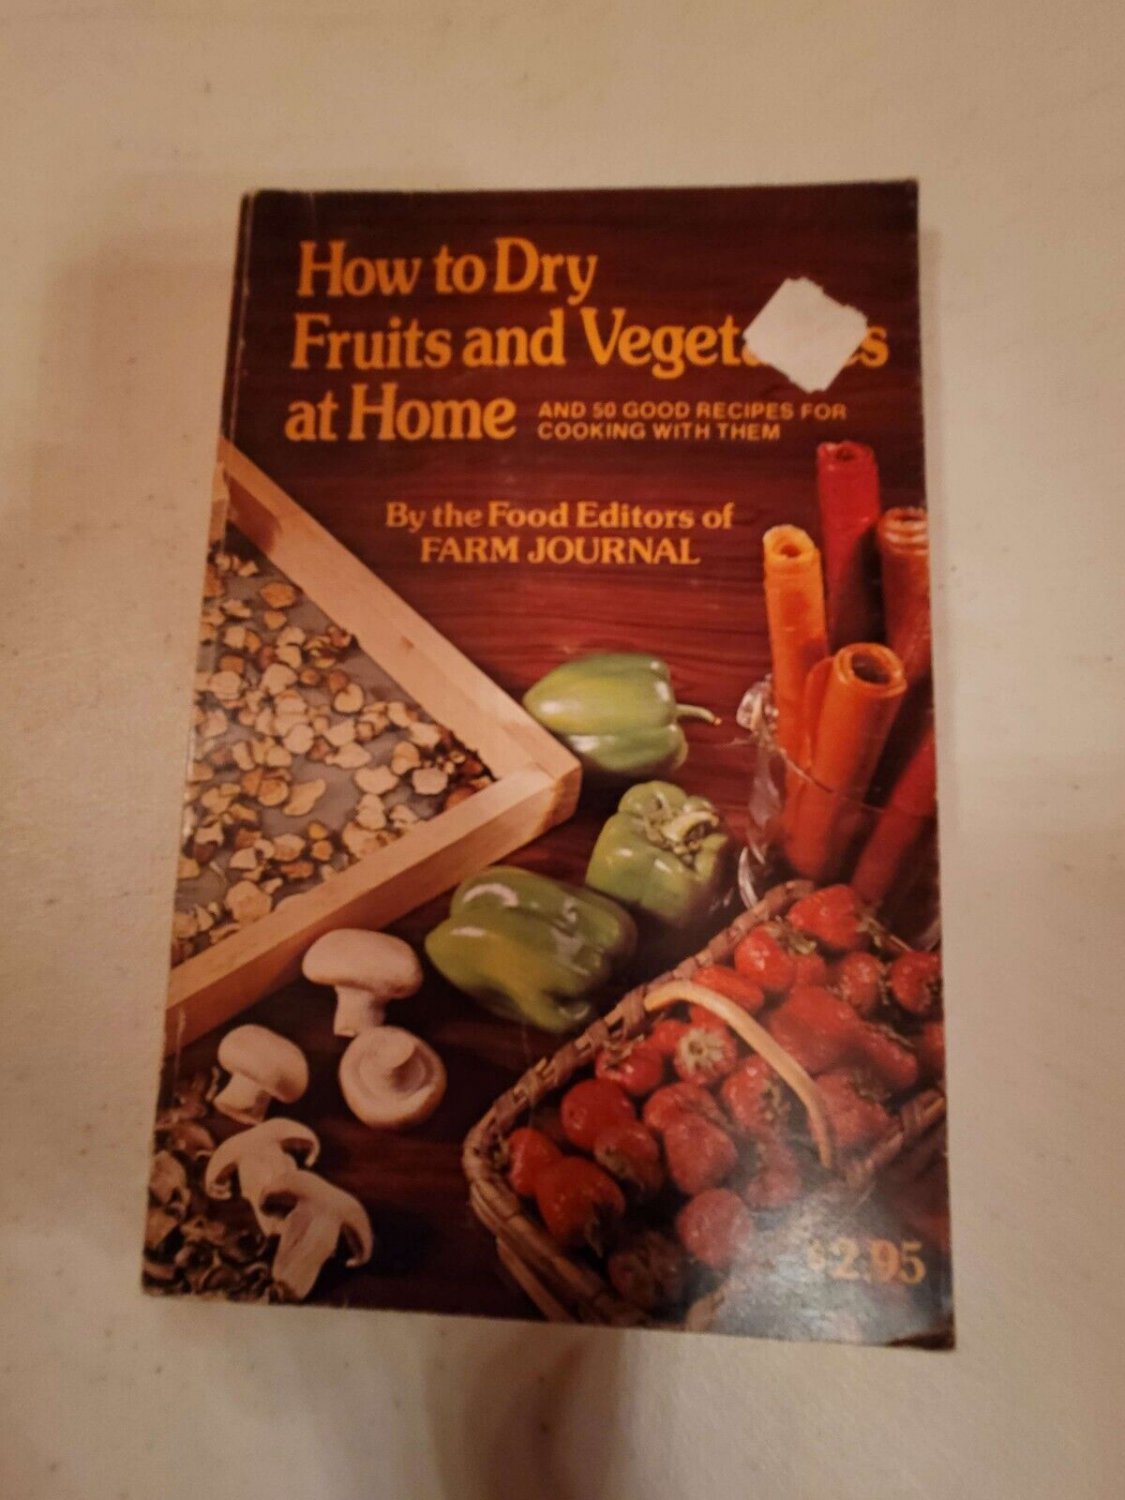 How to Dry
Fruits and Vegetables
at Home
AND 50 GOOD RECIPES FOR
COOKING WITH THEM
By the Food Editors of
FARM JOURNAL
$2.95